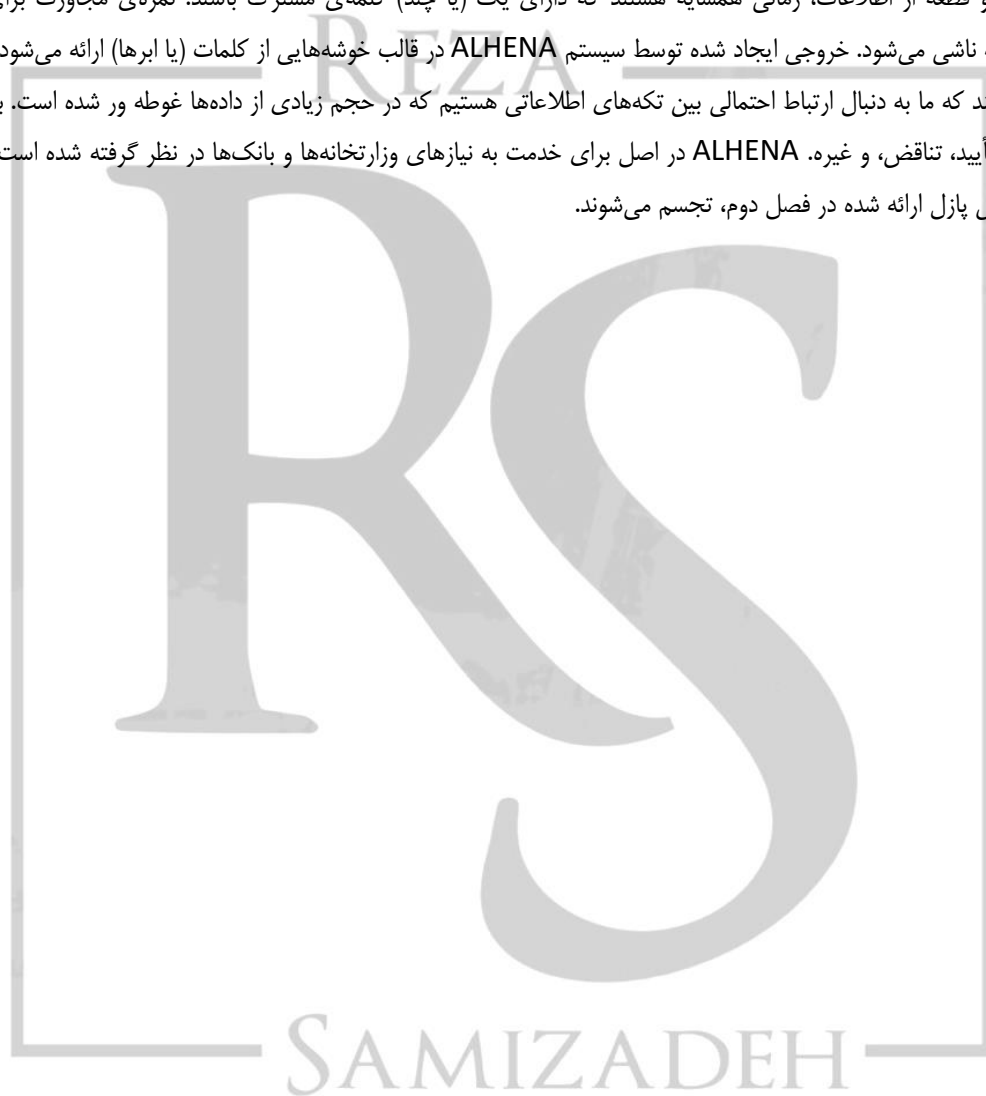 قطعه از اطلاعات، زمانی همسایه هستند که دارای یک (یا چند) کلمه‌ی مشترک باشند. نمره‌ی مجاورت
ناشی می‌شود. خروجی ایجاد شده توسط سیستم ALHENA در قالب خوشه‌هایی از کلمات (یا ابرها) ارائه می‌شود
که ما به دنبال ارتباط احتمالی بین تکه‌های اطلاعاتی هستیم که در حجم زیادی از داده‌ها غوطه ور شده است.
تناقض، و غیره. ALHENA در اصل برای خدمت به نیازهای وزارتخانه‌ها و بانک‌ها در نظر گرفته شده است
پازل ارائه شده در فصل دوم، تجسم می‌شوند.
REZA
RS
SAMIZADEH